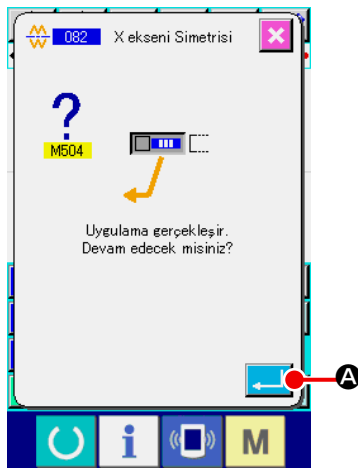 082 X ekseni Simetrisi
?
M504
Uygulama gerçekleşir.
Devam edecek misiniz?
A
i
M